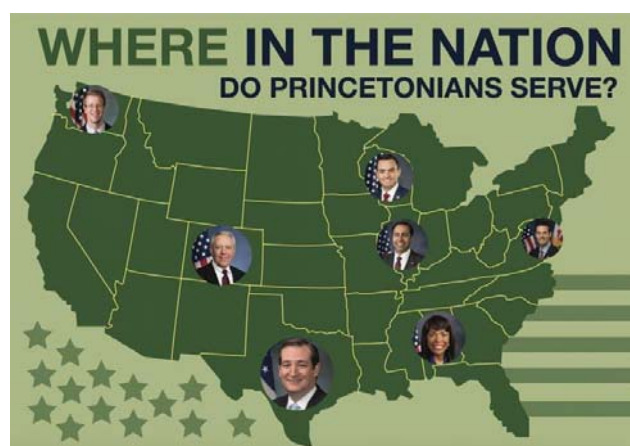 WHERE IN THE NATION
DO PRINCETONIANS SERVE?